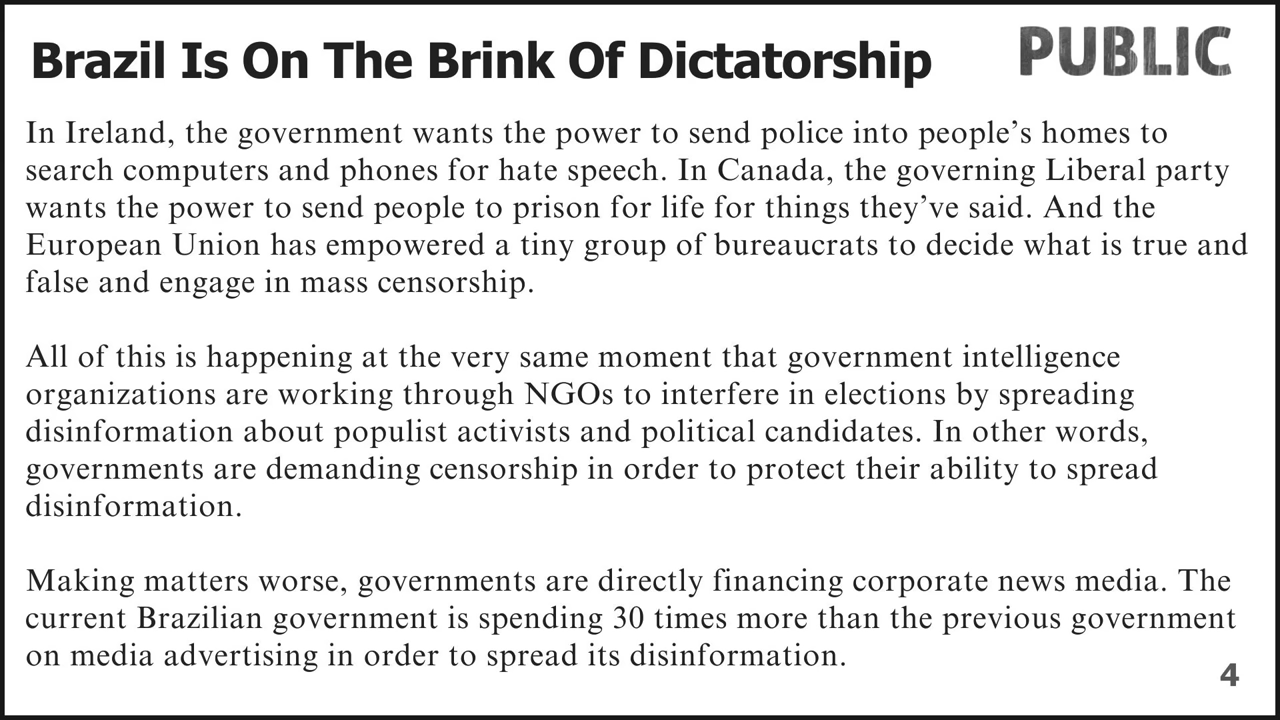 Brazil Is On The Brink Of Dictatorship
PUBLIC
In Ireland, the government wants the power to send police into people’s homes to
search computers and phones for hate speech. In Canada, the governing Liberal party
wants the power to send people to prison for life for things they’ve said. And the
European Union has empowered a tiny group of bureaucrats to decide what is true and
false and engage in mass censorship.
All of this is happening at the very same moment that government intelligence
organizations are working through NGOs to interfere in elections by spreading
disinformation about populist activists and political candidates. In other words,
governments are demanding censorship in order to protect their ability to spread
disinformation.
Making matters worse, governments are directly financing corporate news media. The
current Brazilian government is spending 30 times more than the previous government
on media advertising in order to spread its disinformation.
4